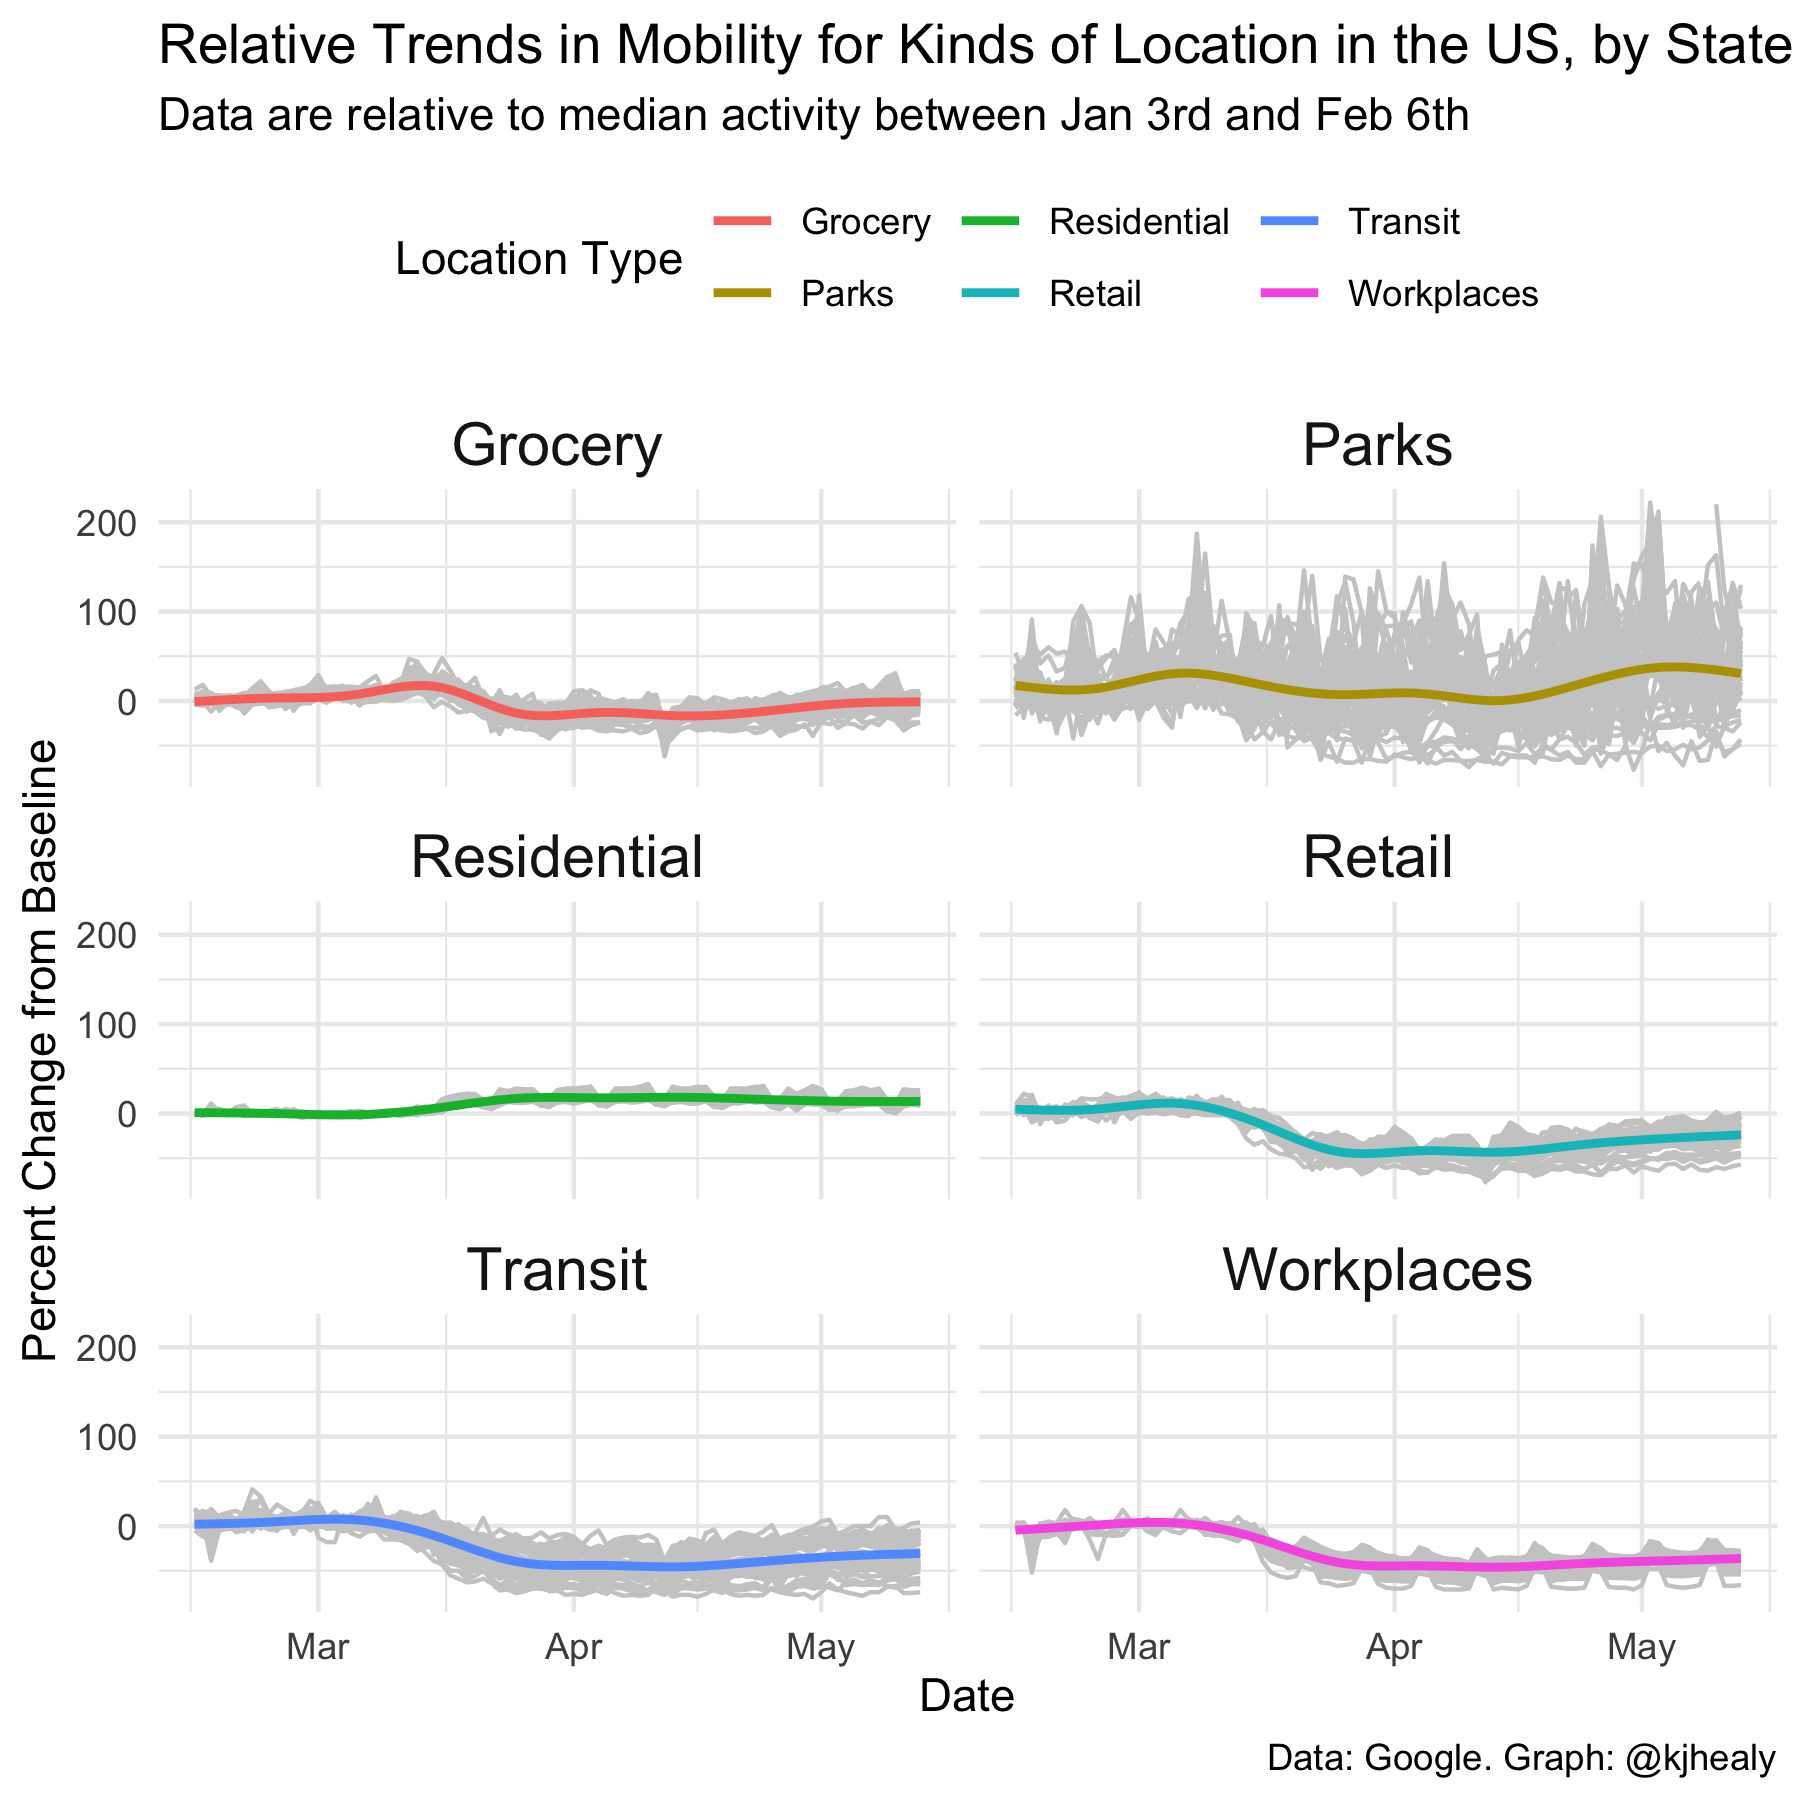 Relative Trends in Mobility for Kinds of Location in the US, by State
Data are relative to median activity between Jan 3rd and Feb 6th
Location Type
Grocery
Residential
Transit
Parks
Retail
Workplaces
Percent Change from Baseline
Grocery
Parks
200
100
0
Residential
Retail
200
100
0
Transit
Workplaces
200
100
0
Mar
Apr
May
Mar
Apr
May
Date
Data: Google. Graph: @kjhealy